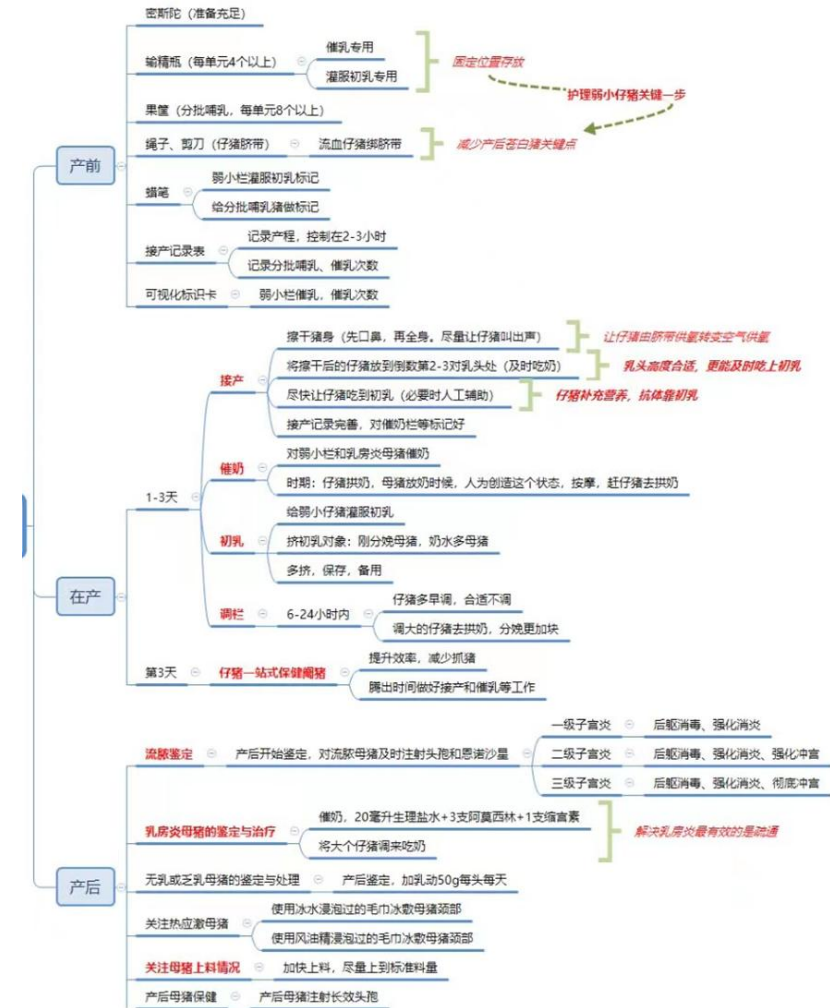 密斯陀（准备充足）
输精瓶（每单元4个以上）
催乳专用
灌服初乳专用
固定位置存放
护理弱小仔猪关键一步
果筐（分批哺乳，每单元8个以上）
产前
绳子、剪刀（仔猪脐带）
流血仔猪绑脐带
减少产后苍白猪关键点
蜡笔
弱小栏灌服初乳标记
给分批哺乳猪做标记
接产记录表
记录产程，控制在2-3小时
记录分批哺乳、催乳次数
可视化标识卡
弱小栏催乳，催乳次数
在产
1-3天
接产
擦干猪身（先口鼻，再全身。尽量让仔猪叫出声）
让仔猪由脐带供氧转变空气供氧
将擦干后的仔猪放到倒数第2-3对乳头处（及时吃奶）
乳头高度合适，更能及时吃上初乳
尽快让仔猪吃到初乳（必要时人工辅助）
仔猪补充营养，抗体靠初乳
接产记录完善，对催奶栏等标记好
催奶
对弱小栏和乳房炎母猪催奶
时期：仔猪拱奶，母猪放奶时候，人为创造这个状态，按摩，赶仔猪去拱奶
初乳
给弱小仔猪灌服初乳
挤初乳对象：刚分娩母猪，奶水多母猪
多挤，保存，备用
调栏
6-24小时内
仔猪多早调，合适不调
调大的仔猪去拱奶，分娩更加快
第3天
仔猪一站式保健阉猪
提升效率，减少抓猪
腾出时间做好接产和催乳等工作
产后
流脓鉴定
产后开始鉴定，对流脓母猪及时注射头孢和恩诺沙星
一级子宫炎
后躯消毒、强化消炎
二级子宫炎
后躯消毒、强化消炎、强化冲宫
三级子宫炎
后躯消毒、强化消炎、彻底冲宫
乳房炎母猪的鉴定与治疗
催奶，20毫升生理盐水+3支阿莫西林+1支缩宫素
将大个仔猪调来吃奶
解决乳房炎最有效的是疏通
无乳或乏乳母猪的鉴定与处理
产后鉴定，加乳动50g每头每天
关注热应激母猪
使用冰水浸泡过的毛巾冰敷母猪颈部
使用风油精浸泡过的毛巾冰敷母猪颈部
关注母猪上料情况
加快上料，尽量上到标准料量
产后母猪保健
产后母猪注射长效头孢